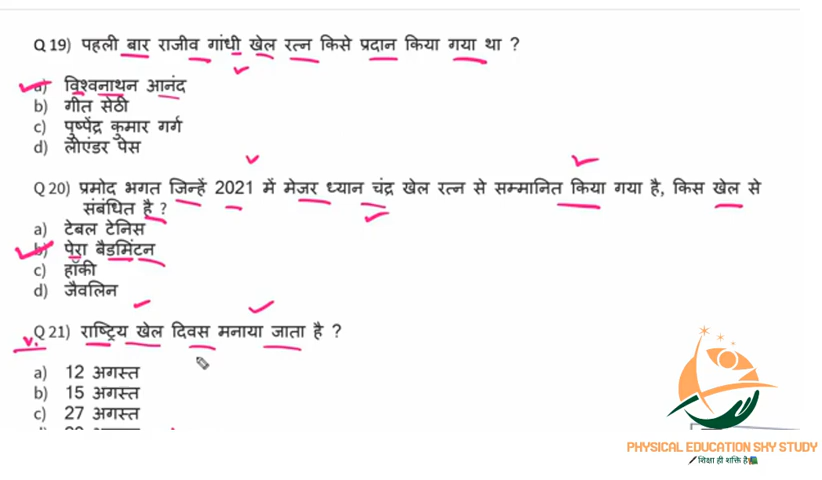 Q 19) पहली बार राजीव गांधी खेल रत्न किसे प्रदान किया गया था ?
a) विश्वनाथन आनंद
b) गीत सेठी
c) पुष्पेंद्र कुमार गर्ग
d) लीएंडर पेस
Q 20) प्रमोद भगत जिन्हें 2021 में मेजर ध्यान चंद्र खेल रत्न से सम्मानित किया गया है, किस खेल से
संबंधित है ?
a) टेबल टेनिस
b) पेरा बैडमिंटन
c) हॉकी
d) जैवलिन
V. Q 21) राष्ट्रिय खेल दिवस मनाया जाता है ?
a) 12 अगस्त
b) 15 अगस्त
c) 27 अगस्त
PHYSICAL EDUCATION SKY STUDY
शिक्षा ही शक्ति है